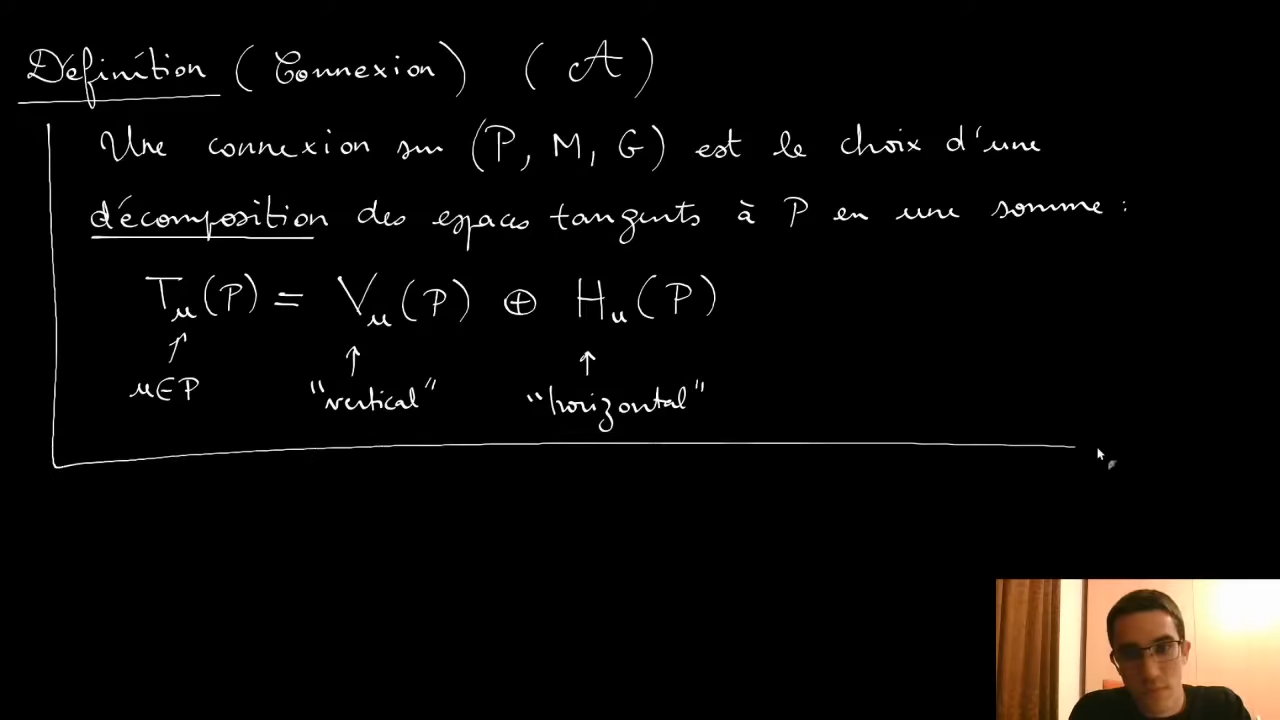 Définition (Connexion) (A)
Une connexion sur (P, M, G) est le choix d'une
décomposition des espaces tangents à P en une somme :
Tu(P) = Vu(P) ⊕ Hu(P)
↑ ↑ ↑
u∈P "vertical" "horizontal"